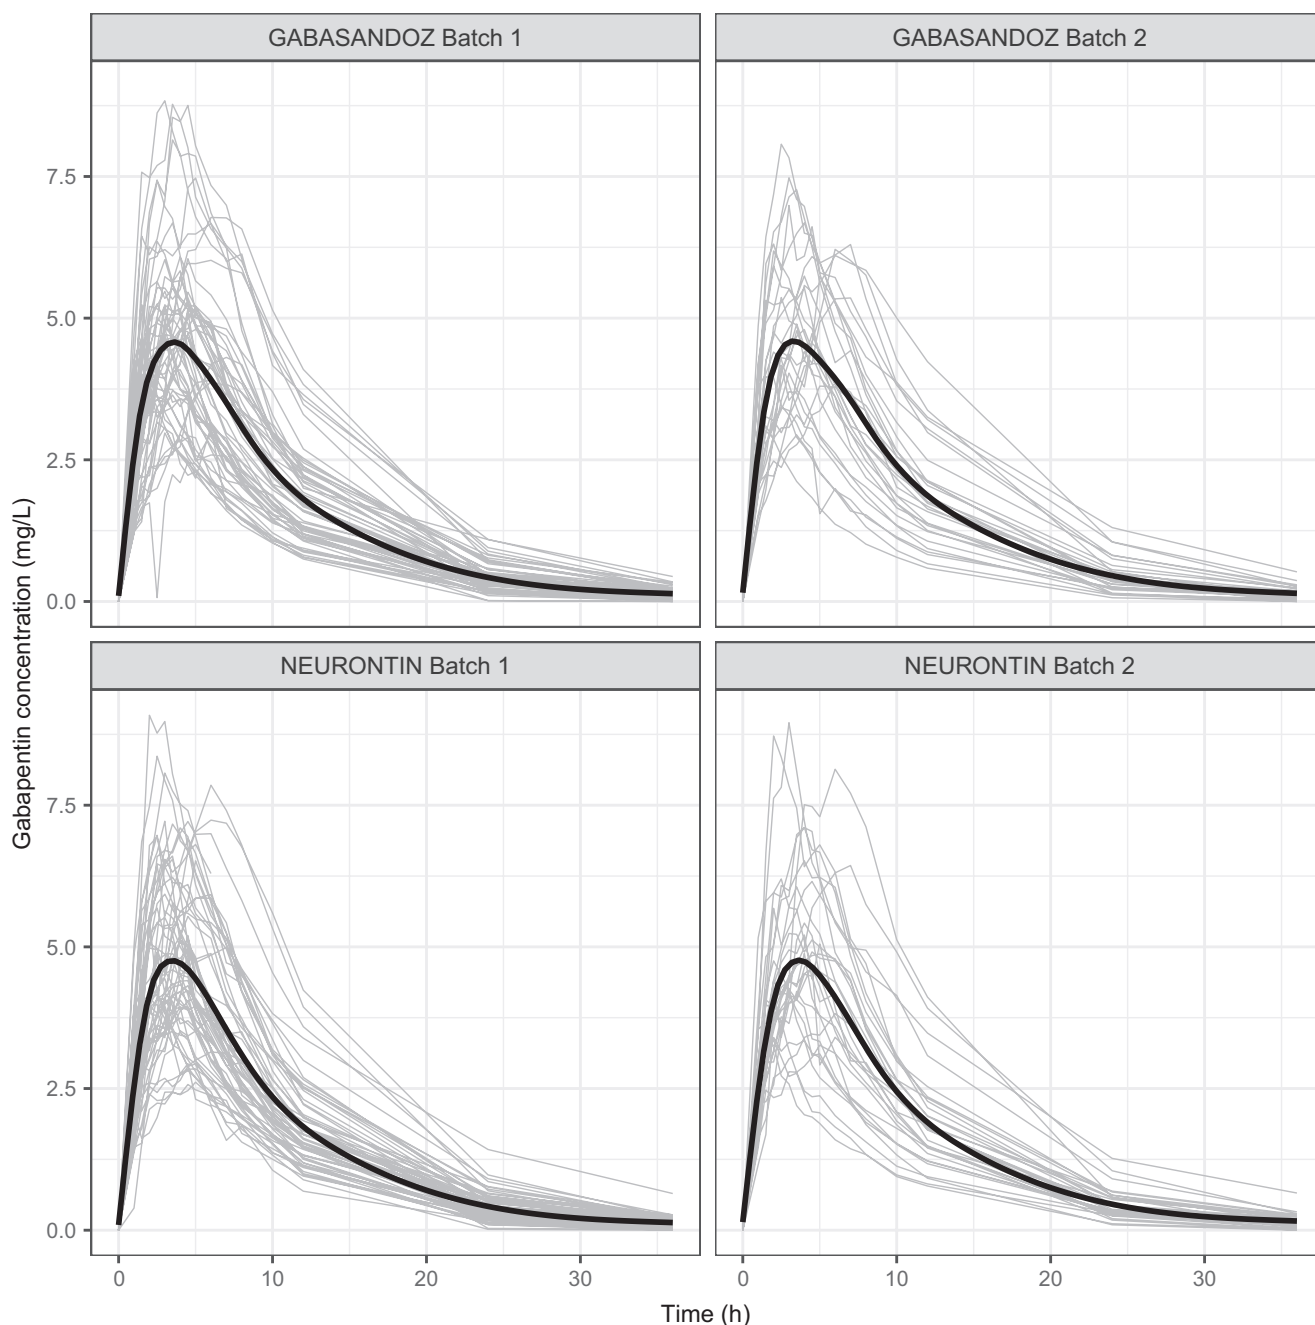 GABASANDOZ Batch 1
GABASANDOZ Batch 2
7.5
5.0
2.5
0.0
NEURONTIN Batch 1
NEURONTIN Batch 2
7.5
5.0
2.5
0.0
Gabapentin concentration (mg/L)
0 10 20 30
0 10 20 30
Time (h)